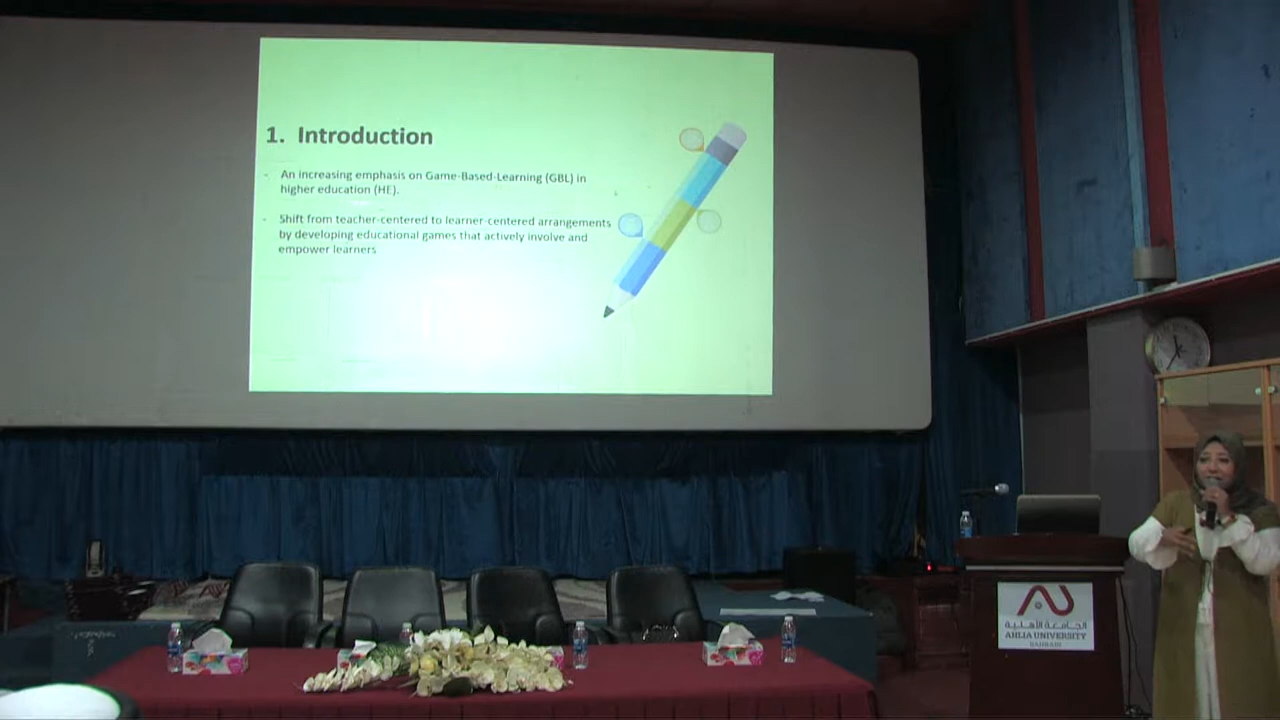 1. Introduction
- An increasing emphasis on Game-Based-Learning (GBL) in
higher education (HE).
- Shift from teacher-centered to learner-centered arrangements
by developing educational games that actively involve and
empower learners
الجامعة الأهلية
AHLIA UNIVERSITY
BAHRAIN